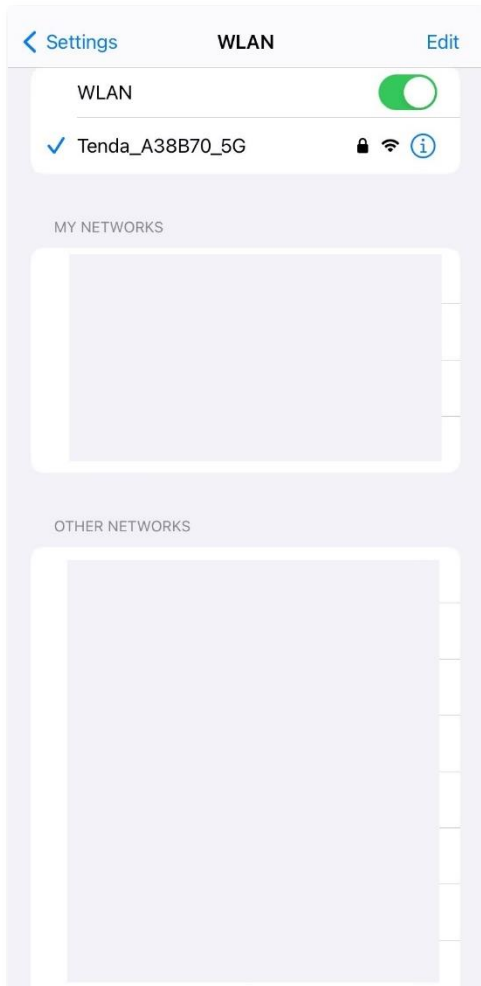 Settings WLAN Edit
WLAN
Tenda_A38B70_5G
MY NETWORKS
OTHER NETWORKS